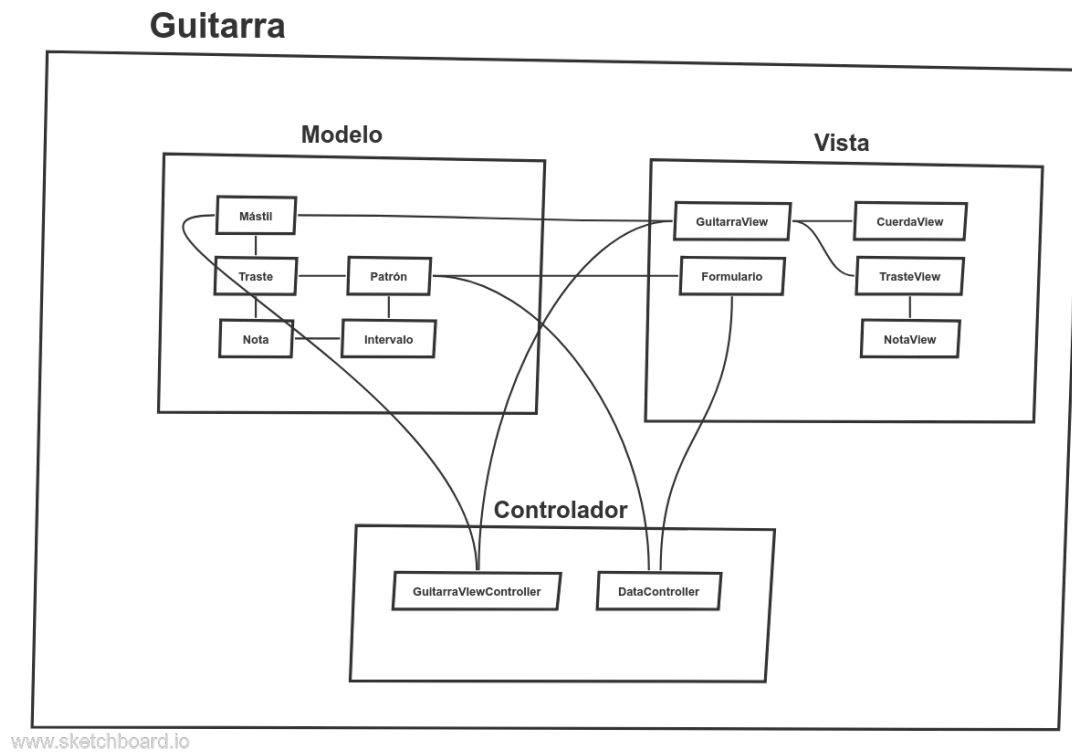 Guitarra
Modelo
Mástil
Traste
Patrón
Nota
Intervalo
Vista
GuitarraView
CuerdaView
Formulario
TrasteView
NotaView
Controlador
GuitarraViewController
DataController
www.sketchboard.io